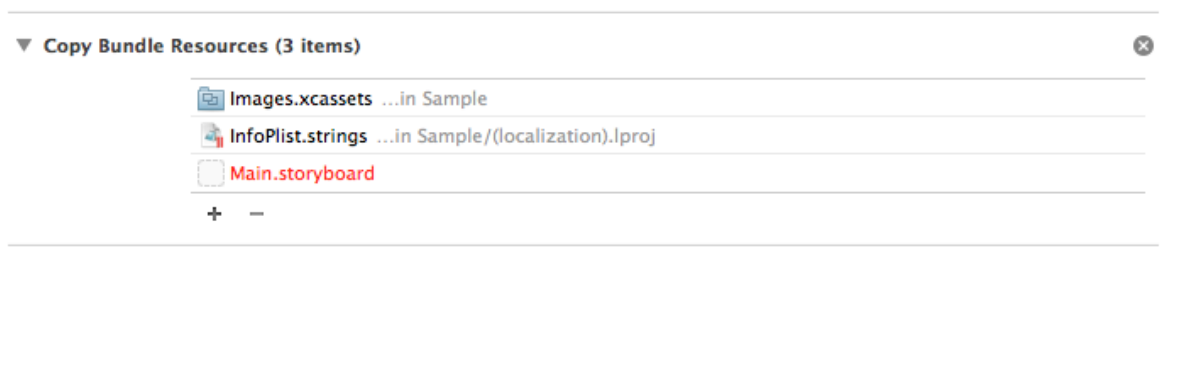 Copy Bundle Resources (3 items)
Images.xcassets ...in Sample
InfoPlist.strings ...in Sample/(localization).lproj
Main.storyboard
+ −